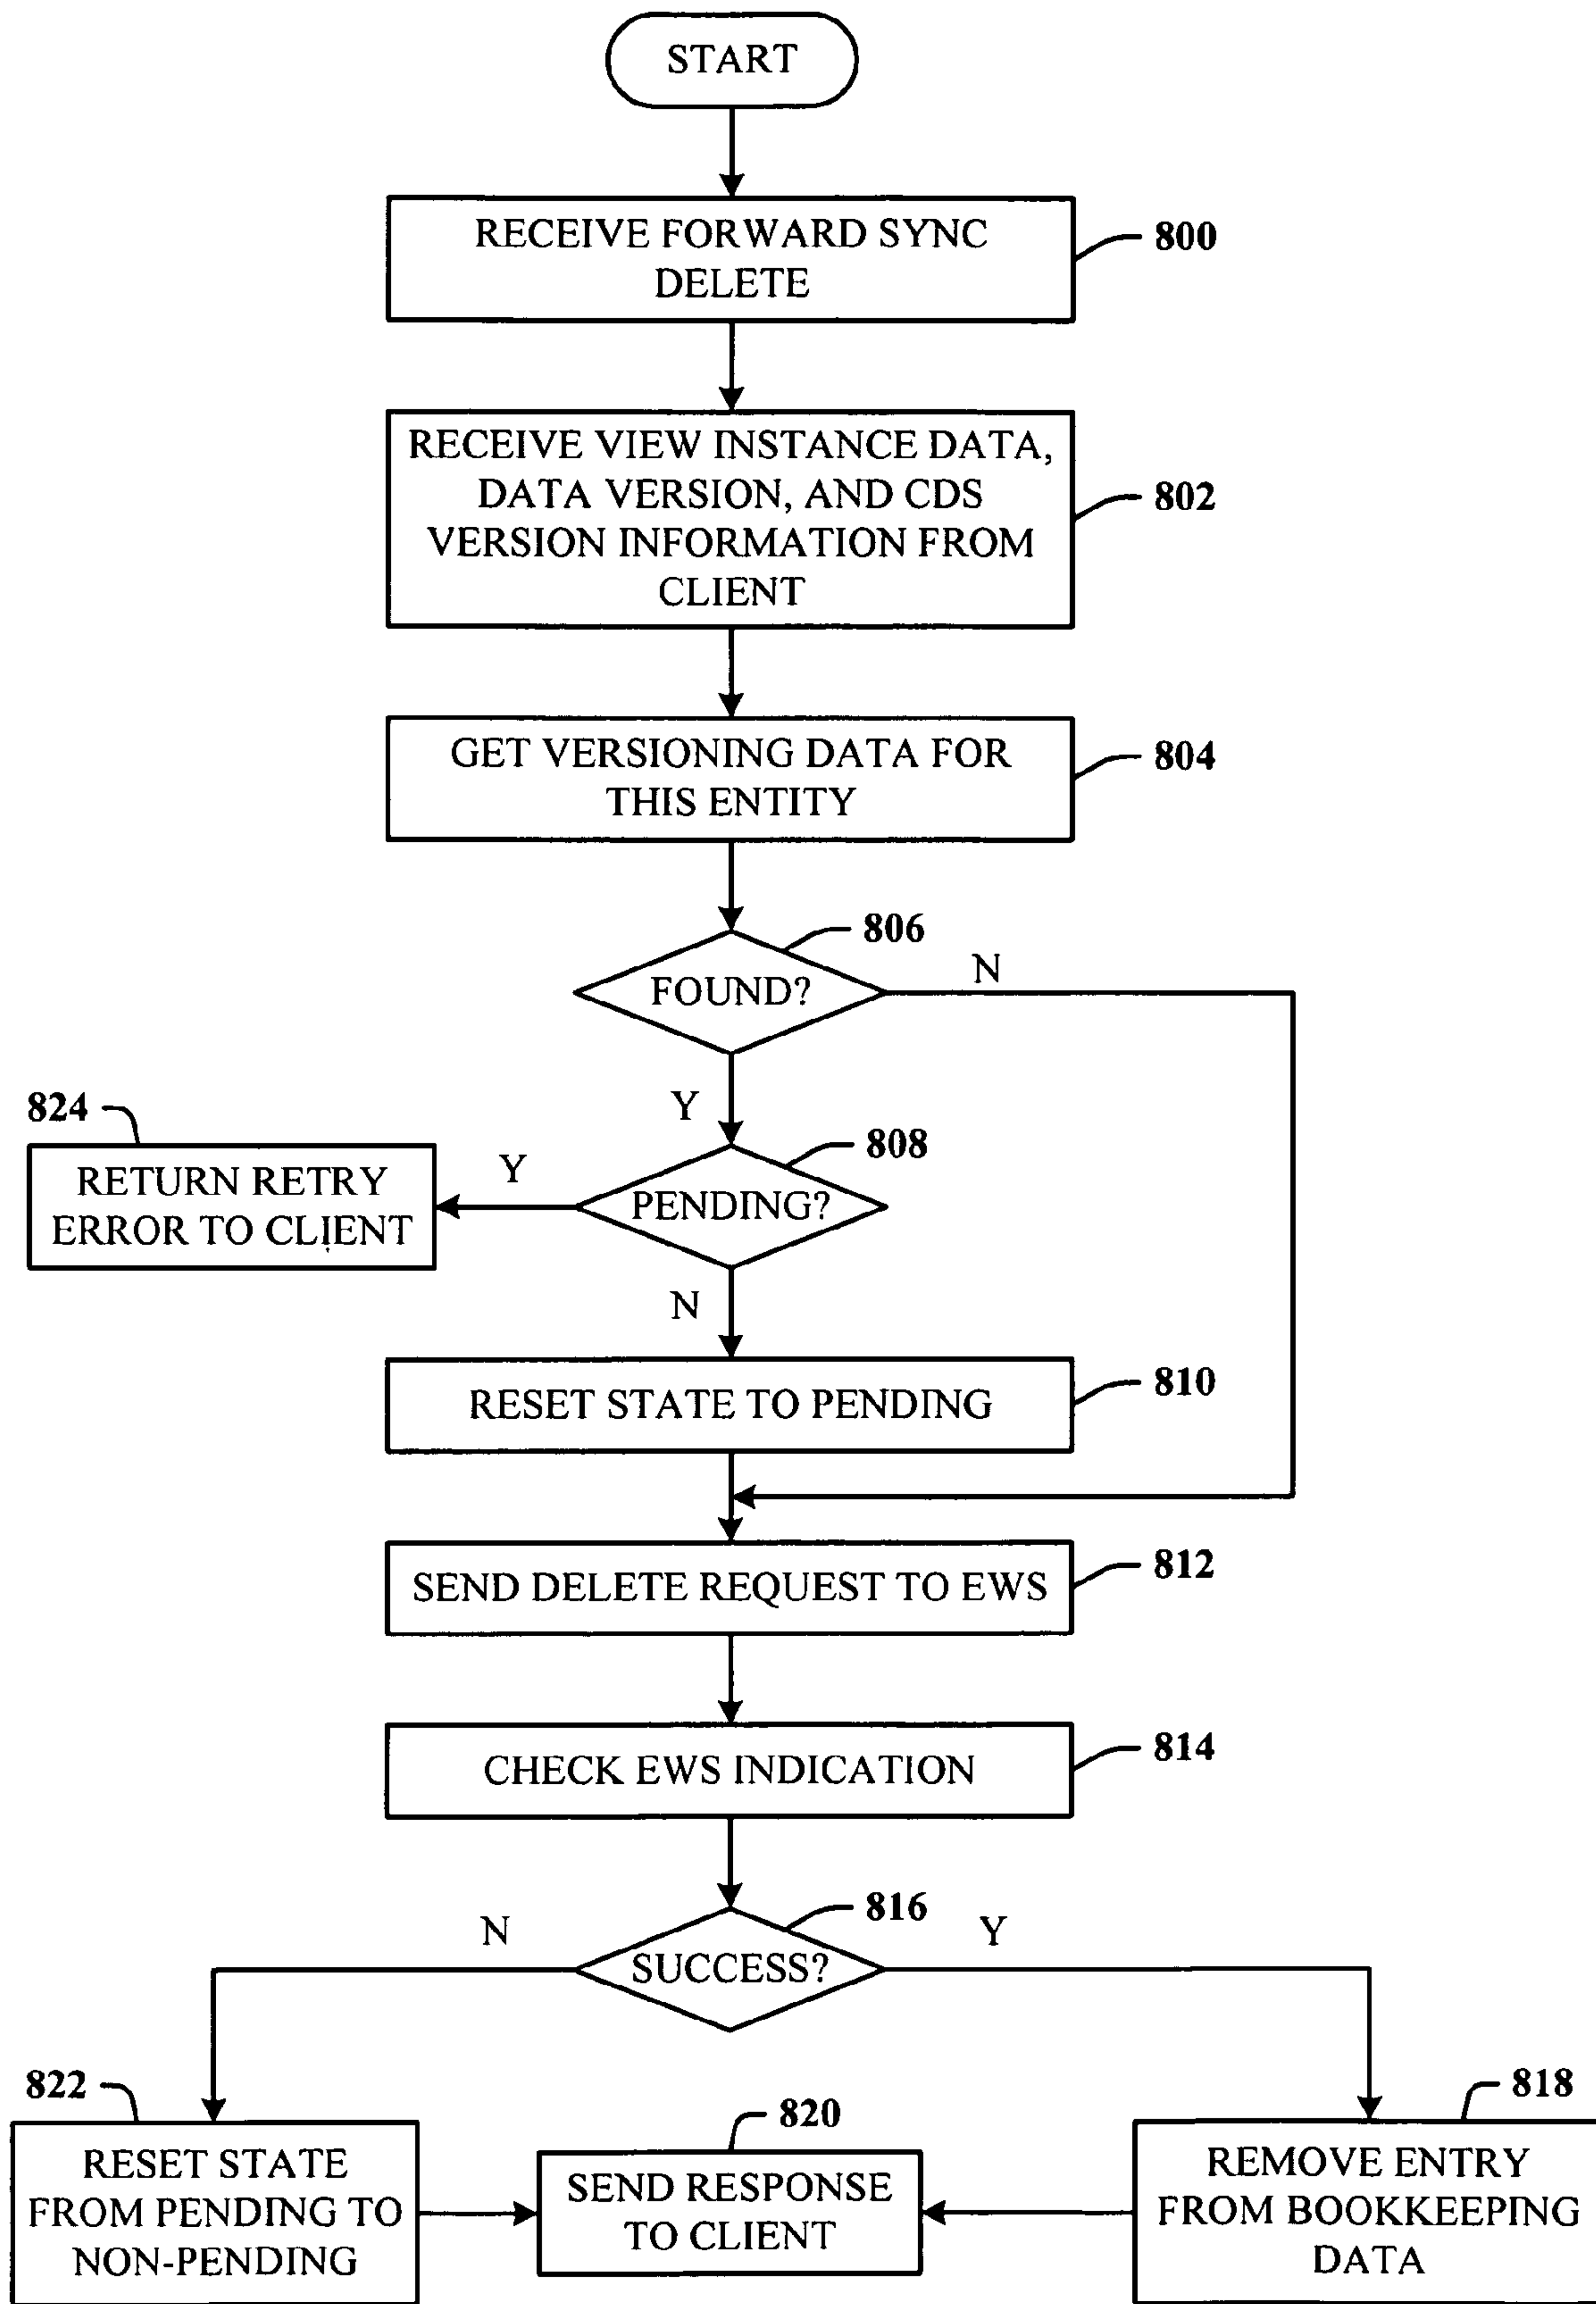 START
RECEIVE FORWARD SYNC
DELETE
800
RECEIVE VIEW INSTANCE DATA,
DATA VERSION, AND CDS
VERSION INFORMATION FROM
CLIENT
802
GET VERSIONING DATA FOR
THIS ENTITY
804
806
FOUND?
N
Y
824
RETURN RETRY
ERROR TO CLIENT
Y
808
PENDING?
N
RESET STATE TO PENDING
810
SEND DELETE REQUEST TO EWS
812
CHECK EWS INDICATION
814
816
N
SUCCESS?
Y
822
RESET STATE
FROM PENDING TO
NON-PENDING
820
SEND RESPONSE
TO CLIENT
818
REMOVE ENTRY
FROM BOOKKEEPING
DATA